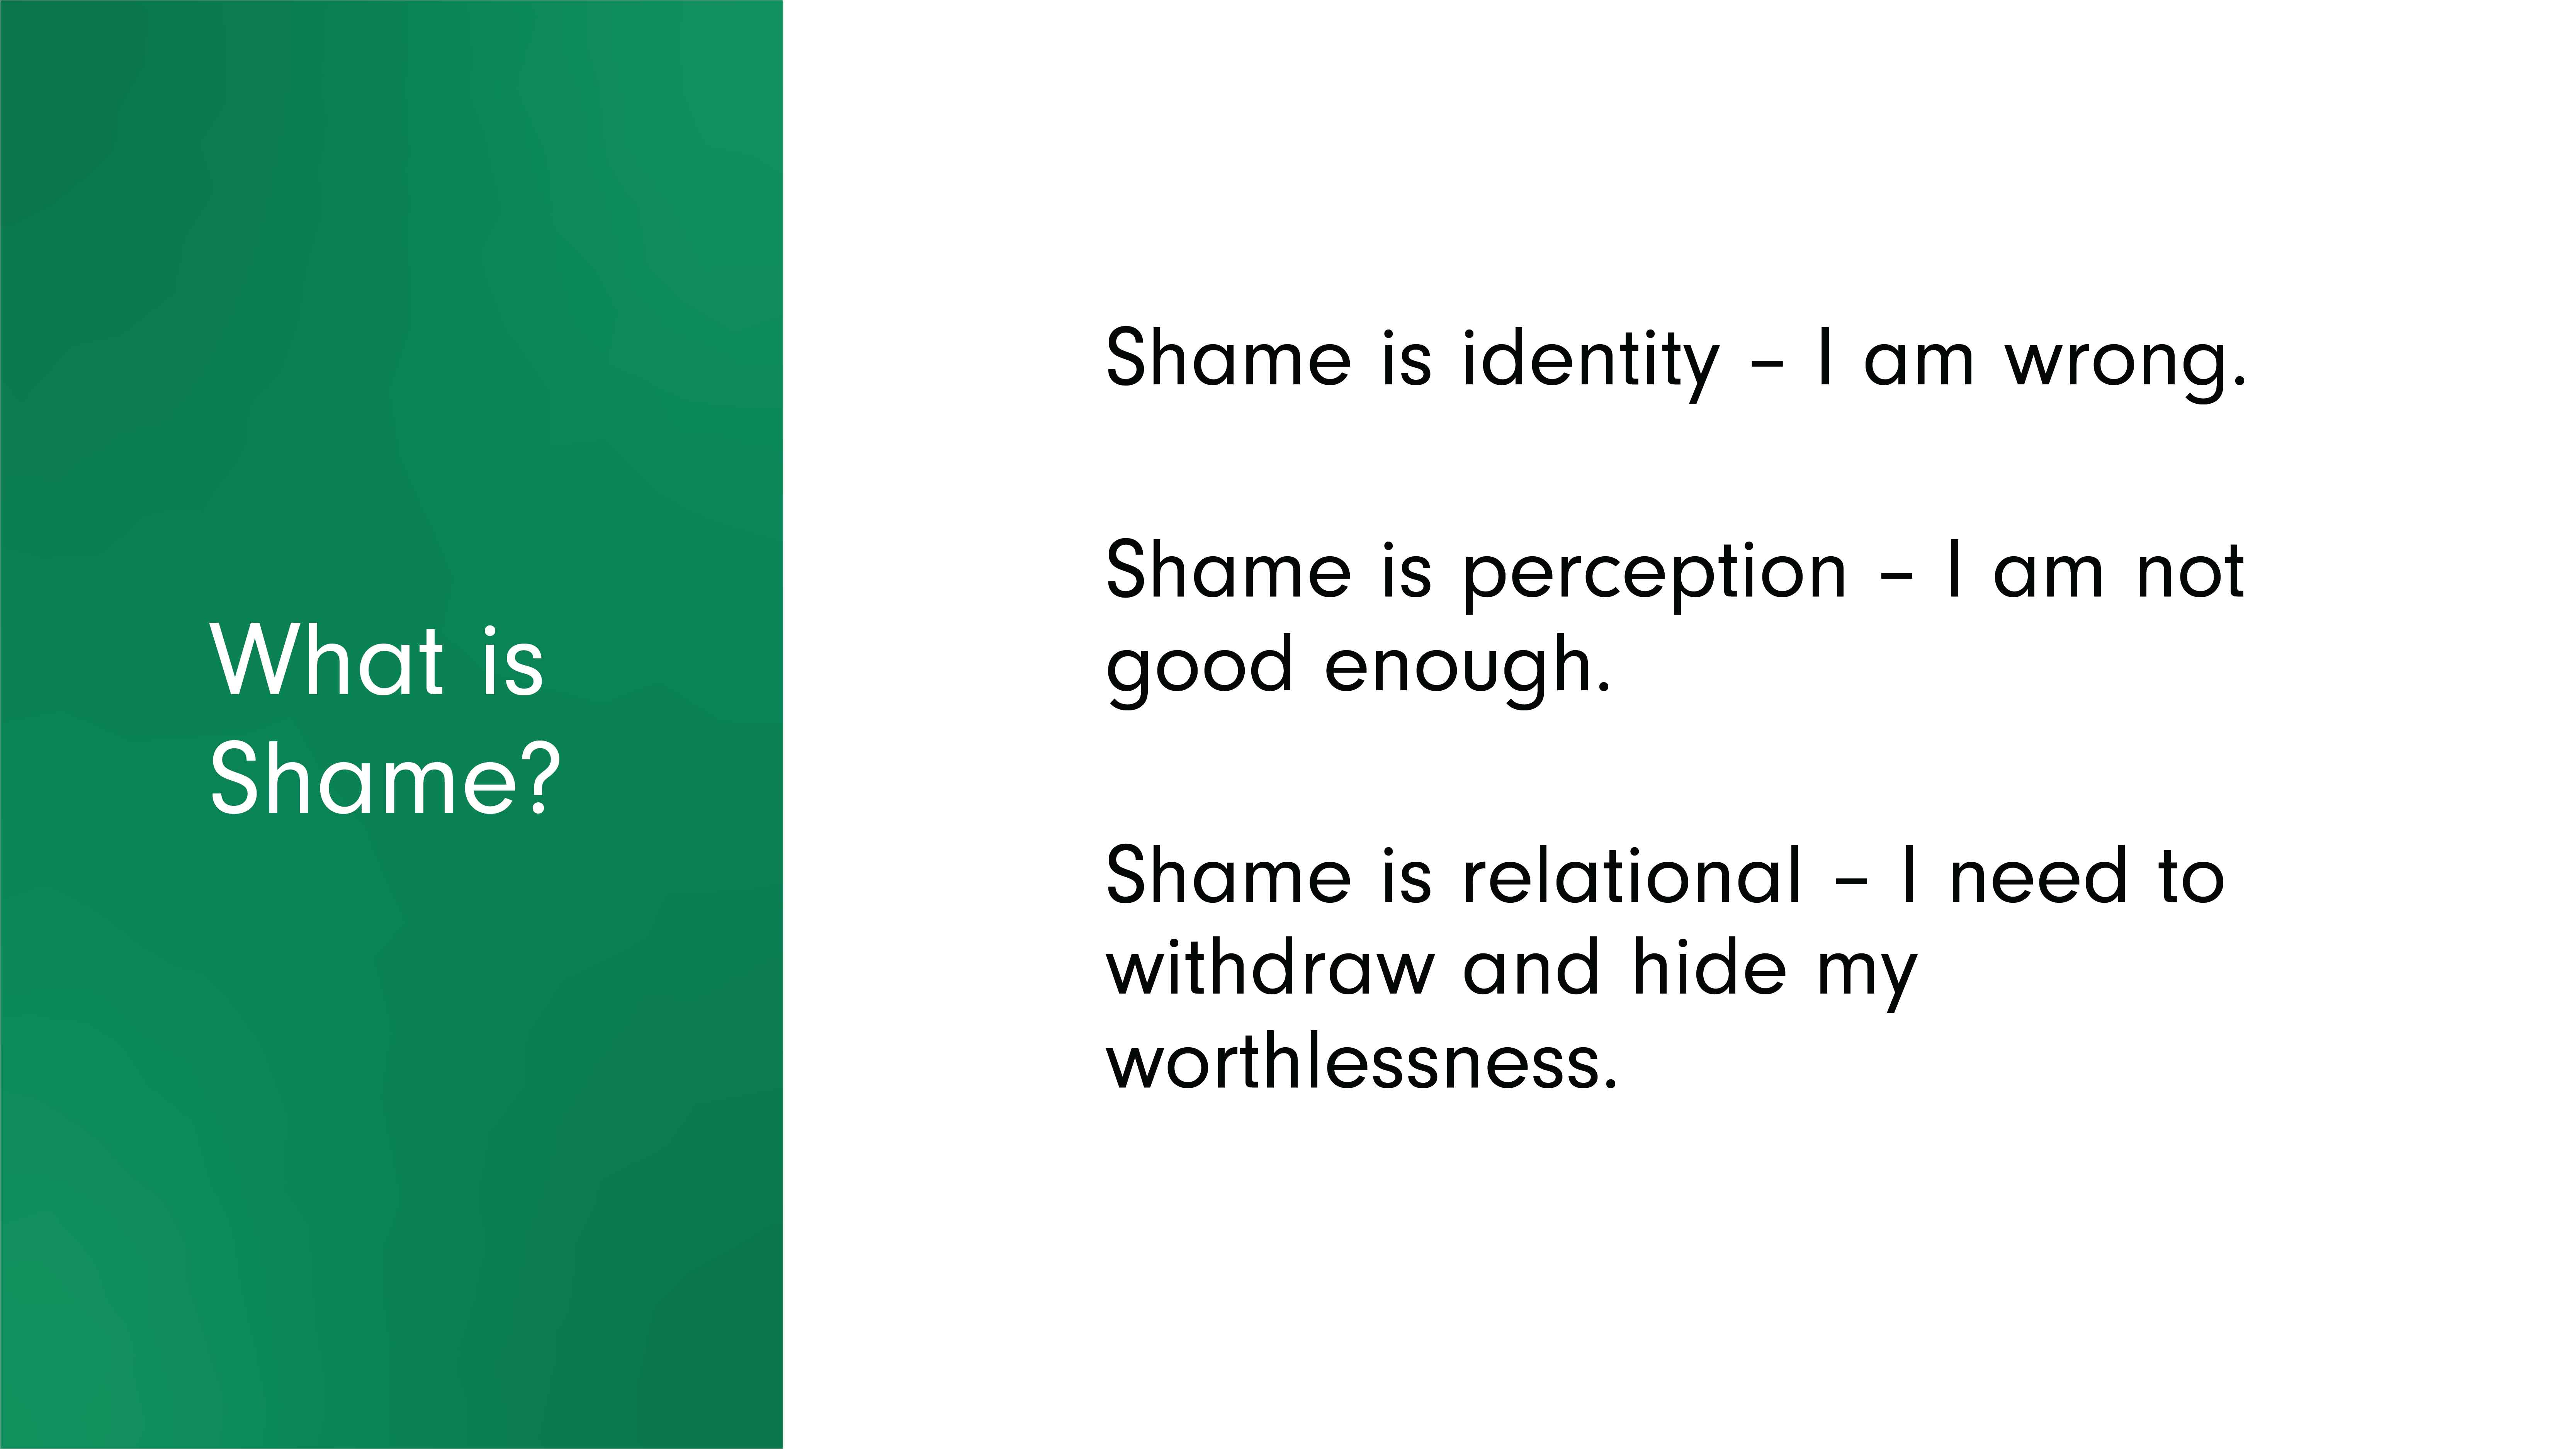 What is
Shame?
Shame is identity – I am wrong.
Shame is perception – I am not
good enough.
Shame is relational – I need to
withdraw and hide my
worthlessness.